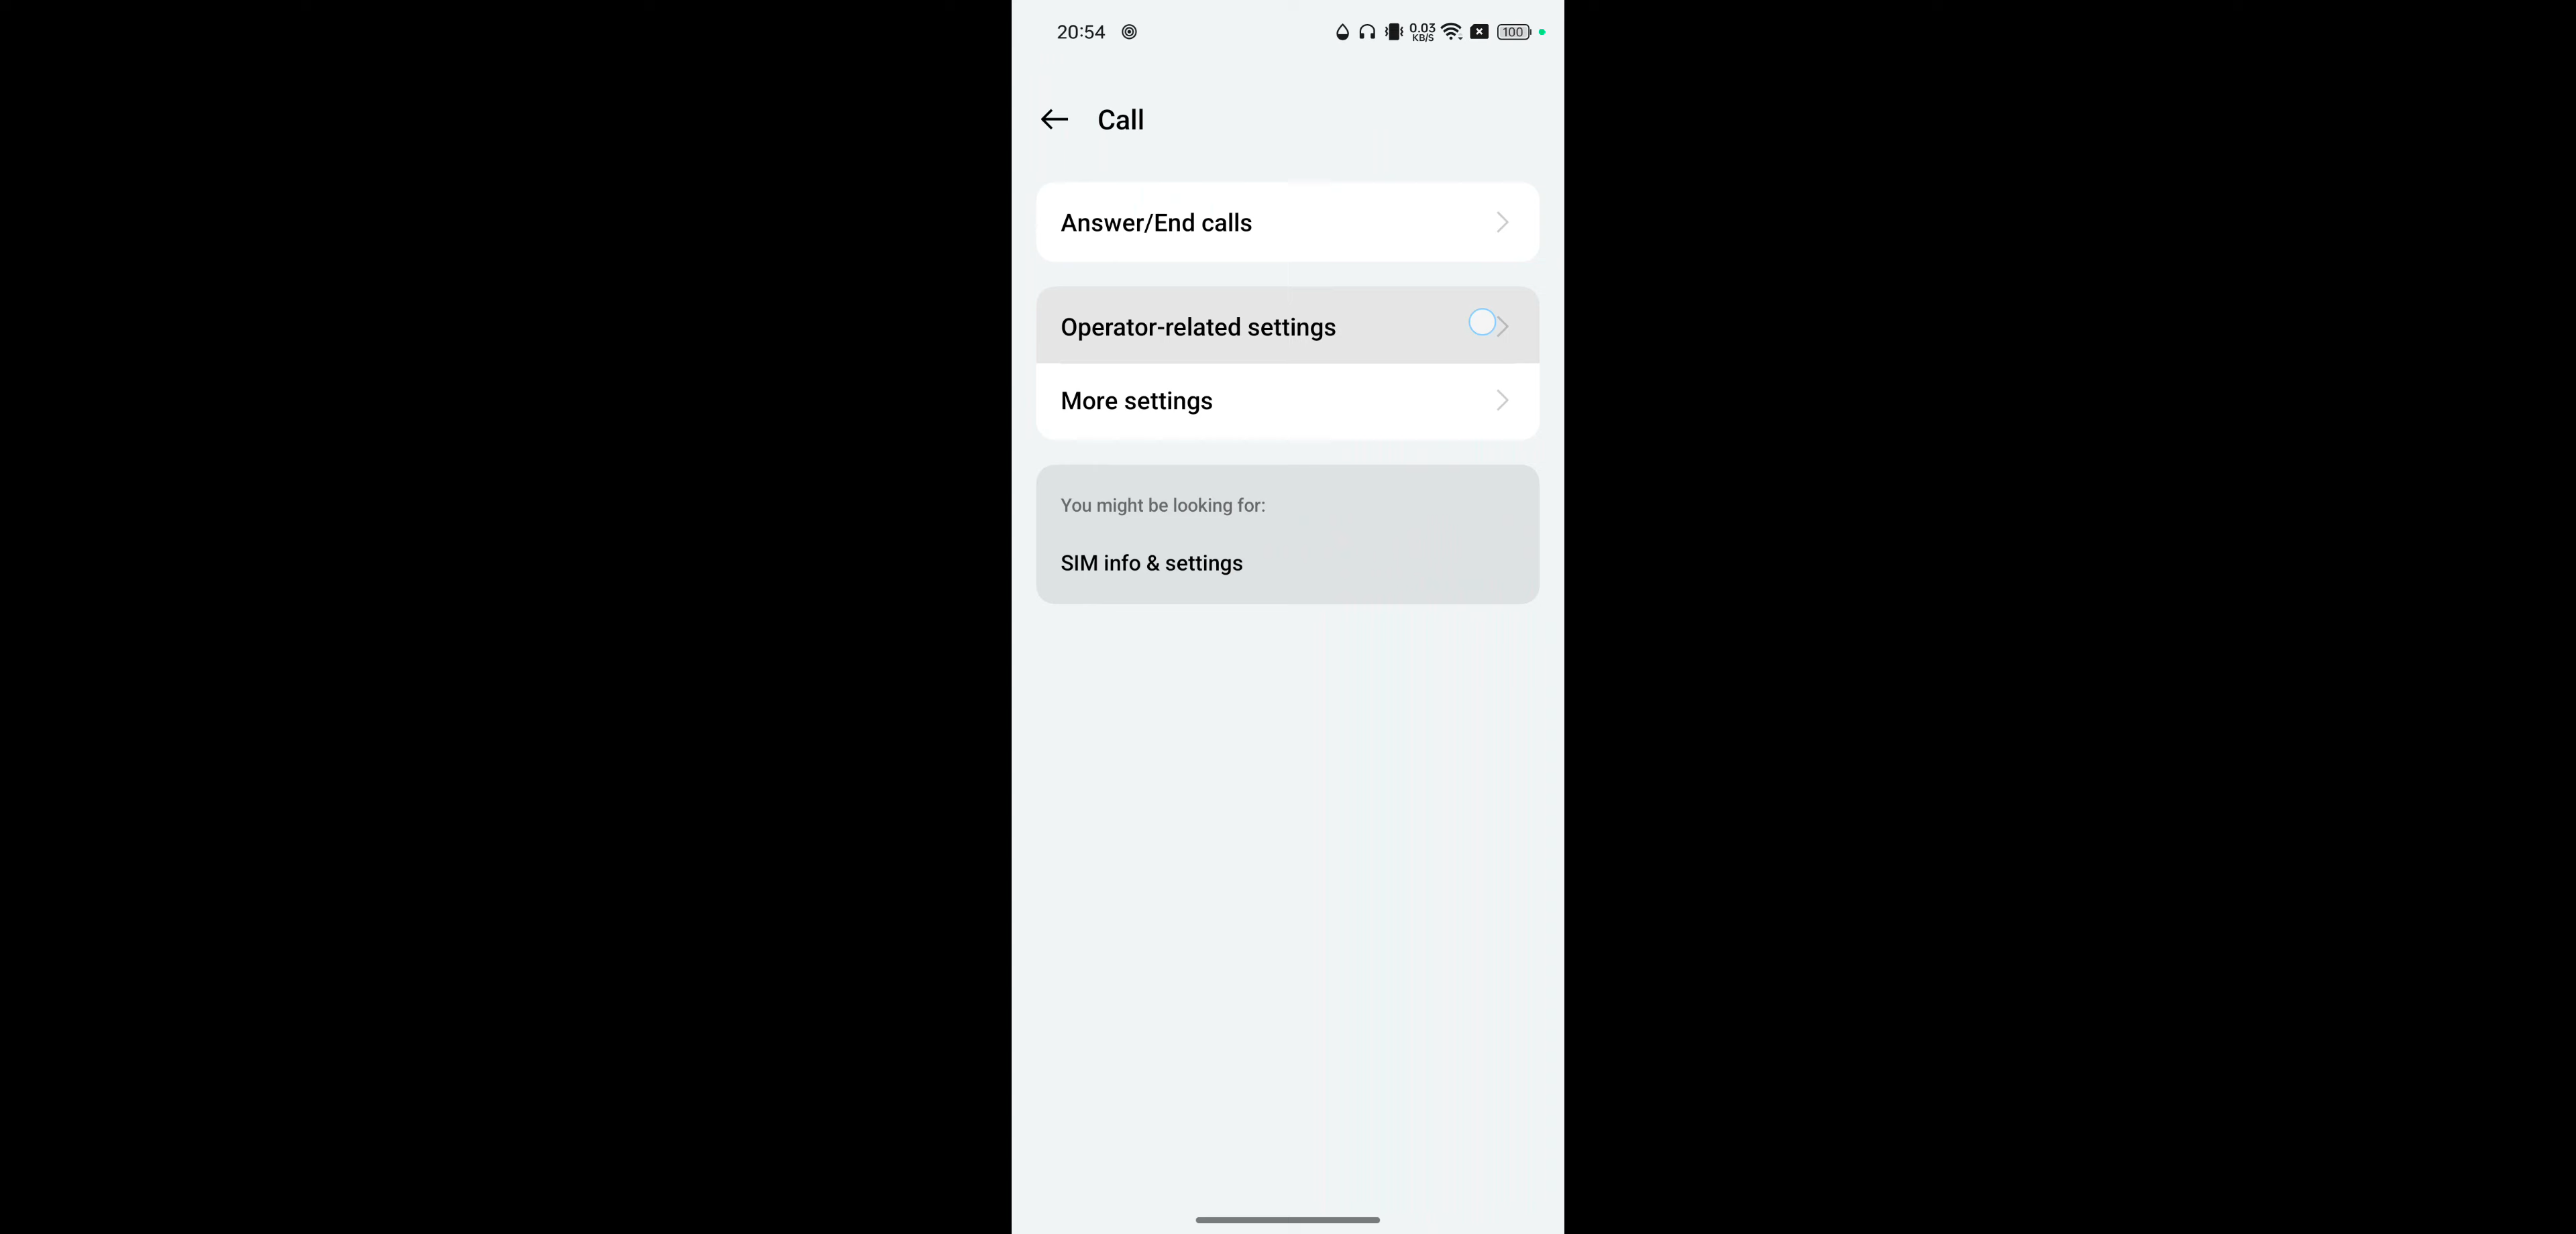 20:54
0.03
KB/S
100
Call
Answer/End calls
Operator-related settings
More settings
You might be looking for:
SIM info & settings